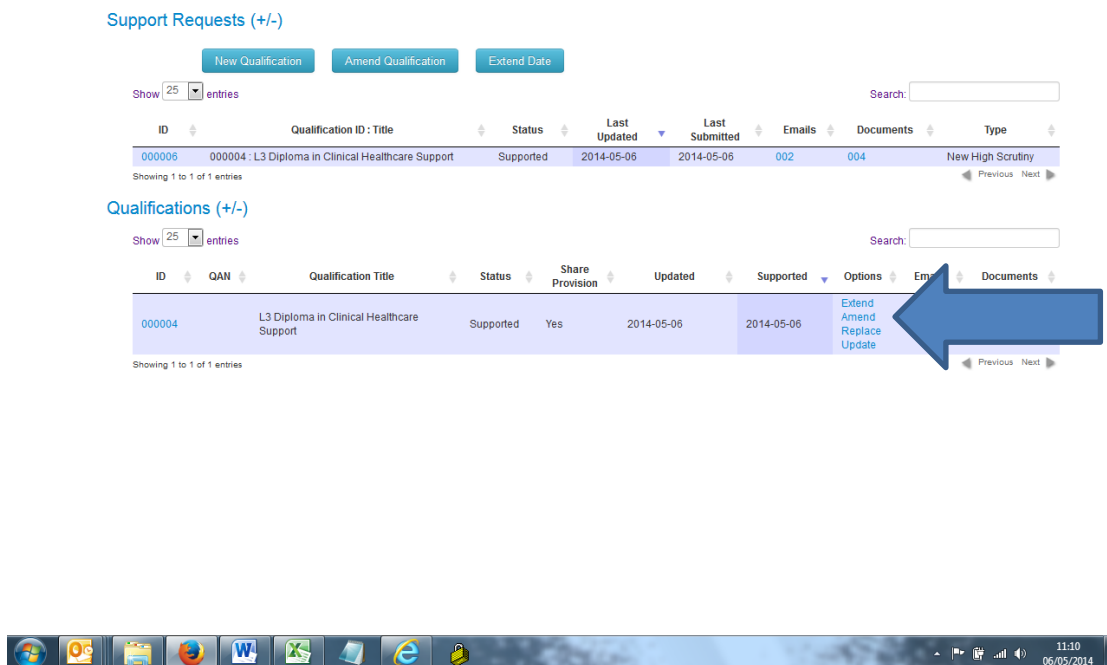 Support Requests (+/-)
New Qualification Amend Qualification Extend Date
Show 25 entries Search:
ID Qualification ID : Title Status Last Updated Last Submitted Emails Documents Type
000006 000004 : L3 Diploma in Clinical Healthcare Support Supported 2014-05-06 2014-05-06 002 004 New High Scrutiny
Showing 1 to 1 of 1 entries Previous Next
Qualifications (+/-)
Show 25 entries Search:
ID QAN Qualification Title Status Share Provision Updated Supported Options Documents
000004 L3 Diploma in Clinical Healthcare Support Supported Yes 2014-05-06 2014-05-06 Extend
Amend
Replace
Update
Showing 1 to 1 of 1 entries Previous Next
11:10
06/05/2014